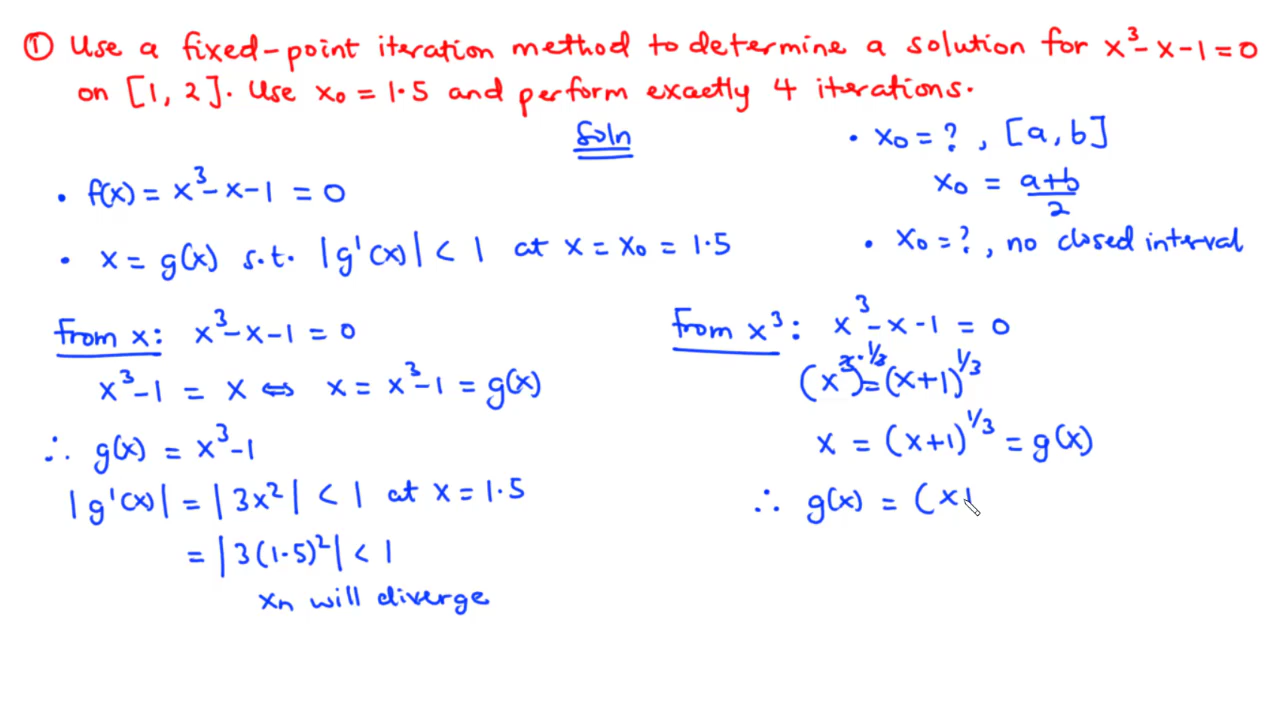 ① Use a fixed-point iteration method to determine a solution for x³-x-1=0
on [1, 2]. Use x₀ = 1.5 and perform exactly 4 iterations.
Soln
• f(x) = x³-x-1 = 0
• x = g(x) s.t. |g'(x)| < 1 at x = x₀ = 1.5
• x₀ = ?, [a, b]
x₀ = a+b/2
• x₀ = ?, no closed interval
From x: x³-x-1 = 0
x³-1 = x ⇔ x = x³-1 = g(x)
∴ g(x) = x³-1
|g'(x)| = |3x²| < 1 at x = 1.5
= |3(1.5)²| < 1
xn will diverge
From x³: x³-x-1 = 0
(x³)^3·1/3 = (x+1)^1/3
x = (x+1)^1/3 = g(x)
∴ g(x) = (x